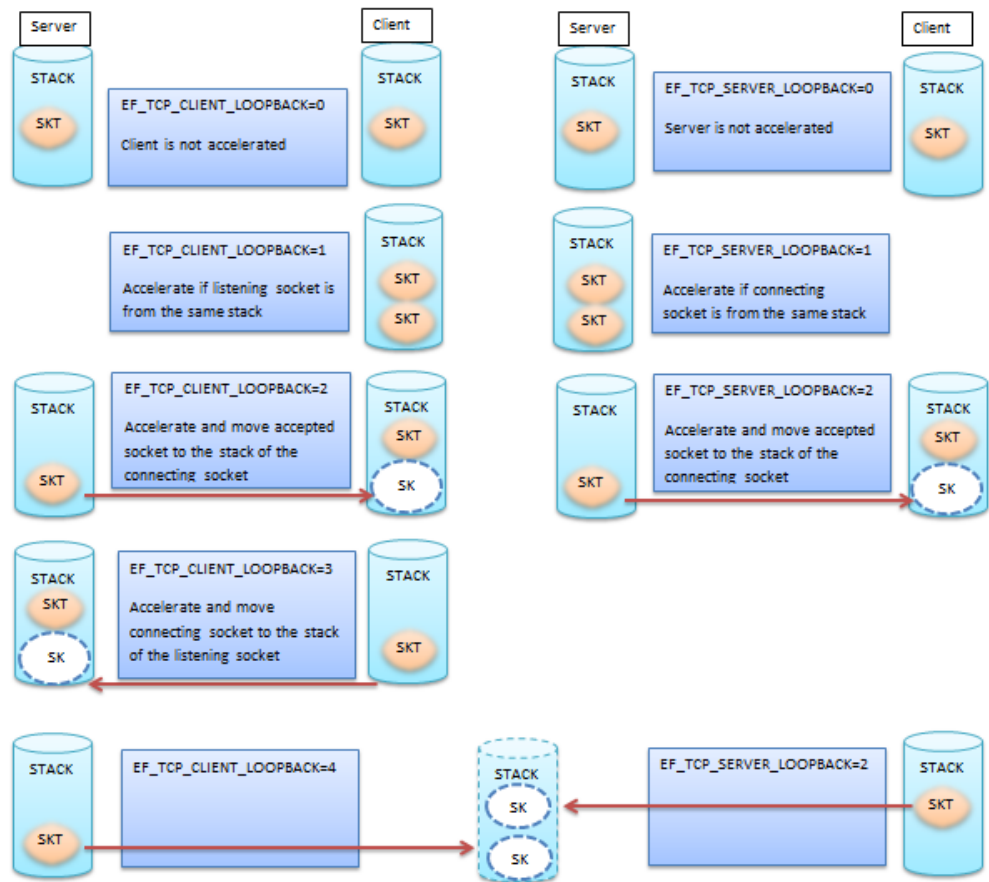 Server
Client
Server
Client
STACK
SKT
EF_TCP_CLIENT_LOOPBACK=0
Client is not accelerated
STACK
SKT
STACK
SKT
EF_TCP_SERVER_LOOPBACK=0
Server is not accelerated
STACK
SKT
EF_TCP_CLIENT_LOOPBACK=1
Accelerate if listening socket is
from the same stack
STACK
SKT
SKT
STACK
SKT
SKT
EF_TCP_SERVER_LOOPBACK=1
Accelerate if connecting
socket is from the same stack
STACK
SKT
EF_TCP_CLIENT_LOOPBACK=2
Accelerate and move accepted
socket to the stack of the
connecting socket
STACK
SKT
SK
STACK
SKT
EF_TCP_SERVER_LOOPBACK=2
Accelerate and move accepted
socket to the stack of the
connecting socket
STACK
SKT
SK
STACK
SKT
SK
EF_TCP_CLIENT_LOOPBACK=3
Accelerate and move
connecting socket to the stack
of the listening socket
STACK
SKT
STACK
SKT
EF_TCP_CLIENT_LOOPBACK=4
STACK
SK
SK
EF_TCP_SERVER_LOOPBACK=2
STACK
SKT